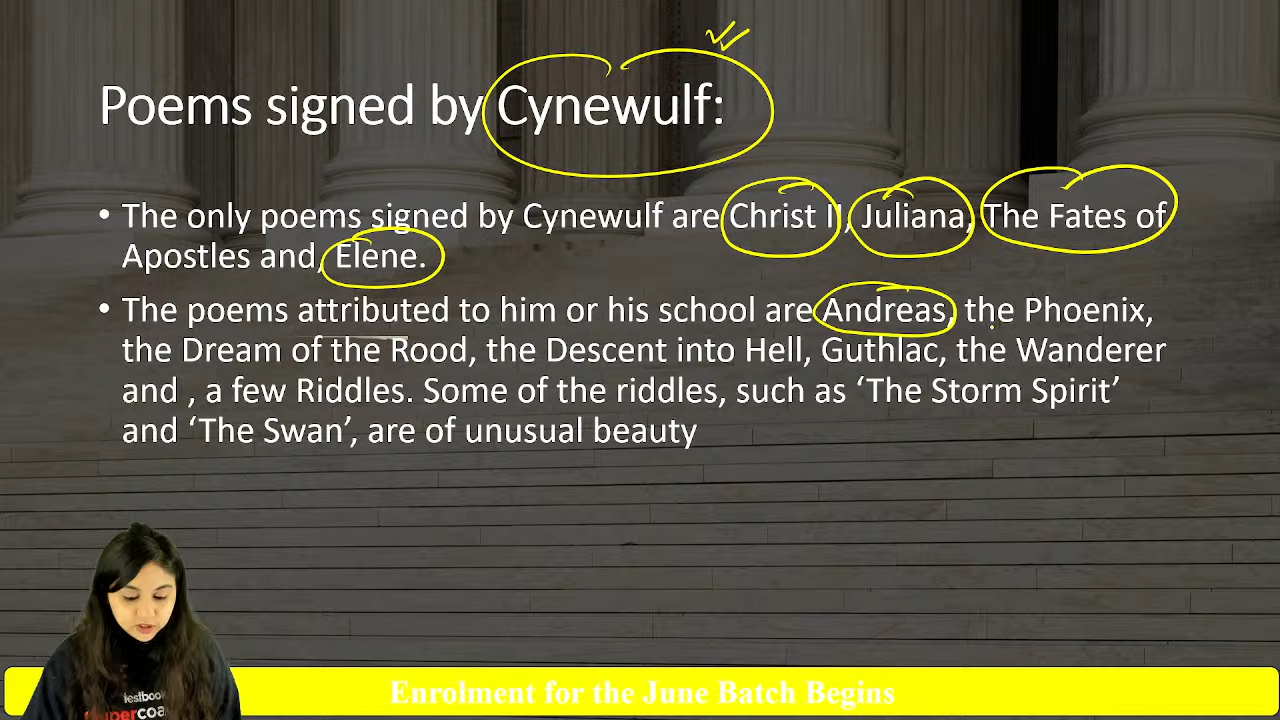 Poems signed by Cynewulf:
• The only poems signed by Cynewulf are Christ II, Juliana, The Fates of
Apostles and, Elene.
• The poems attributed to him or his school are Andreas, the Phoenix,
the Dream of the Rood, the Descent into Hell, Guthlac, the Wanderer
and , a few Riddles. Some of the riddles, such as ‘The Storm Spirit’
and ‘The Swan’, are of unusual beauty
testbook
supercoa
Enrolment for the June Batch Begins